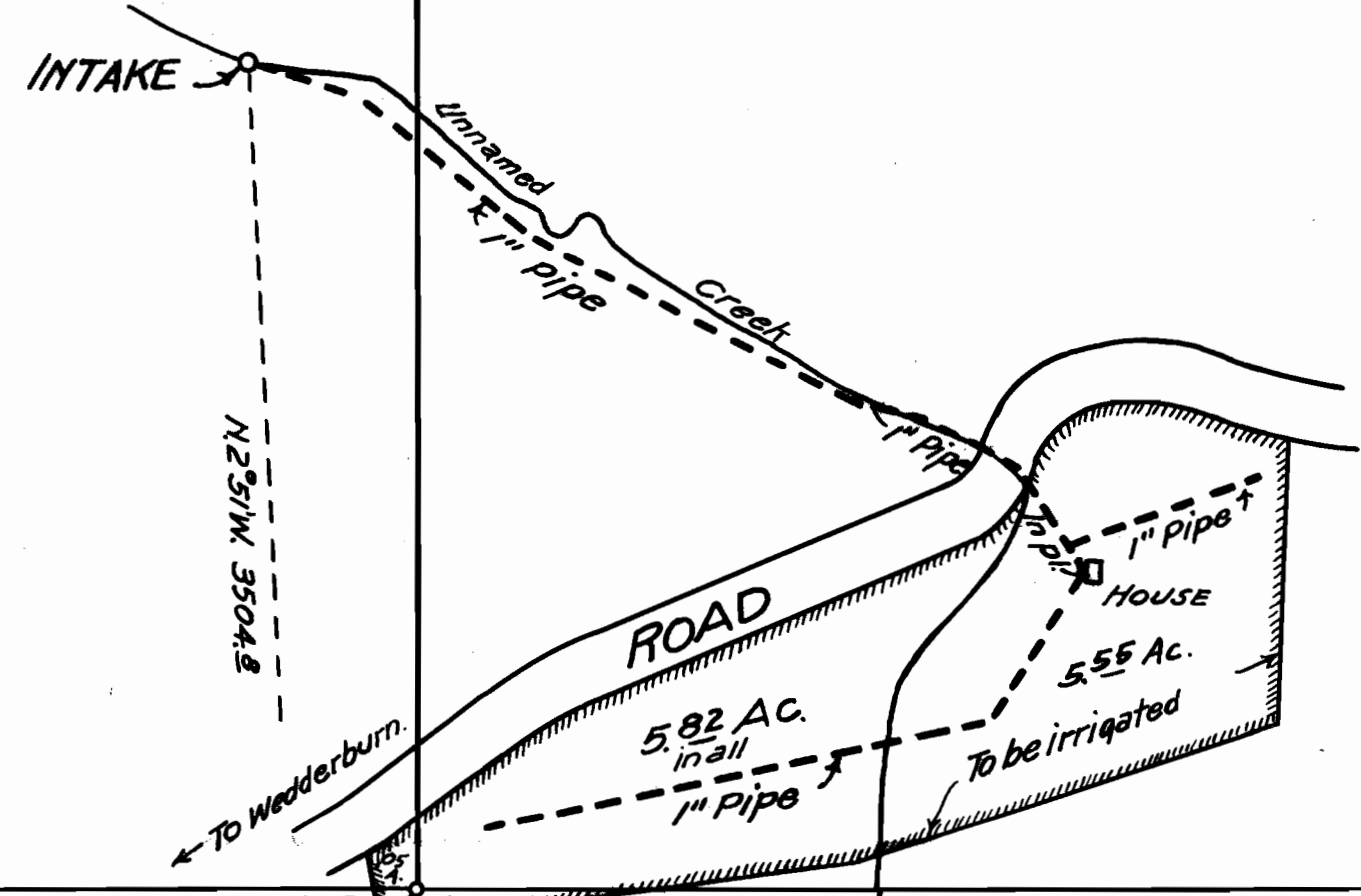 INTAKE
Unnamed
1" pipe
Creek
1" Pipe
N.2°51'W. 3504.8
1" Pipe
HOUSE
ROAD
5.55 Ac.
5.82 Ac.
in all
To be irrigated
1" Pipe
To Wedderburn.